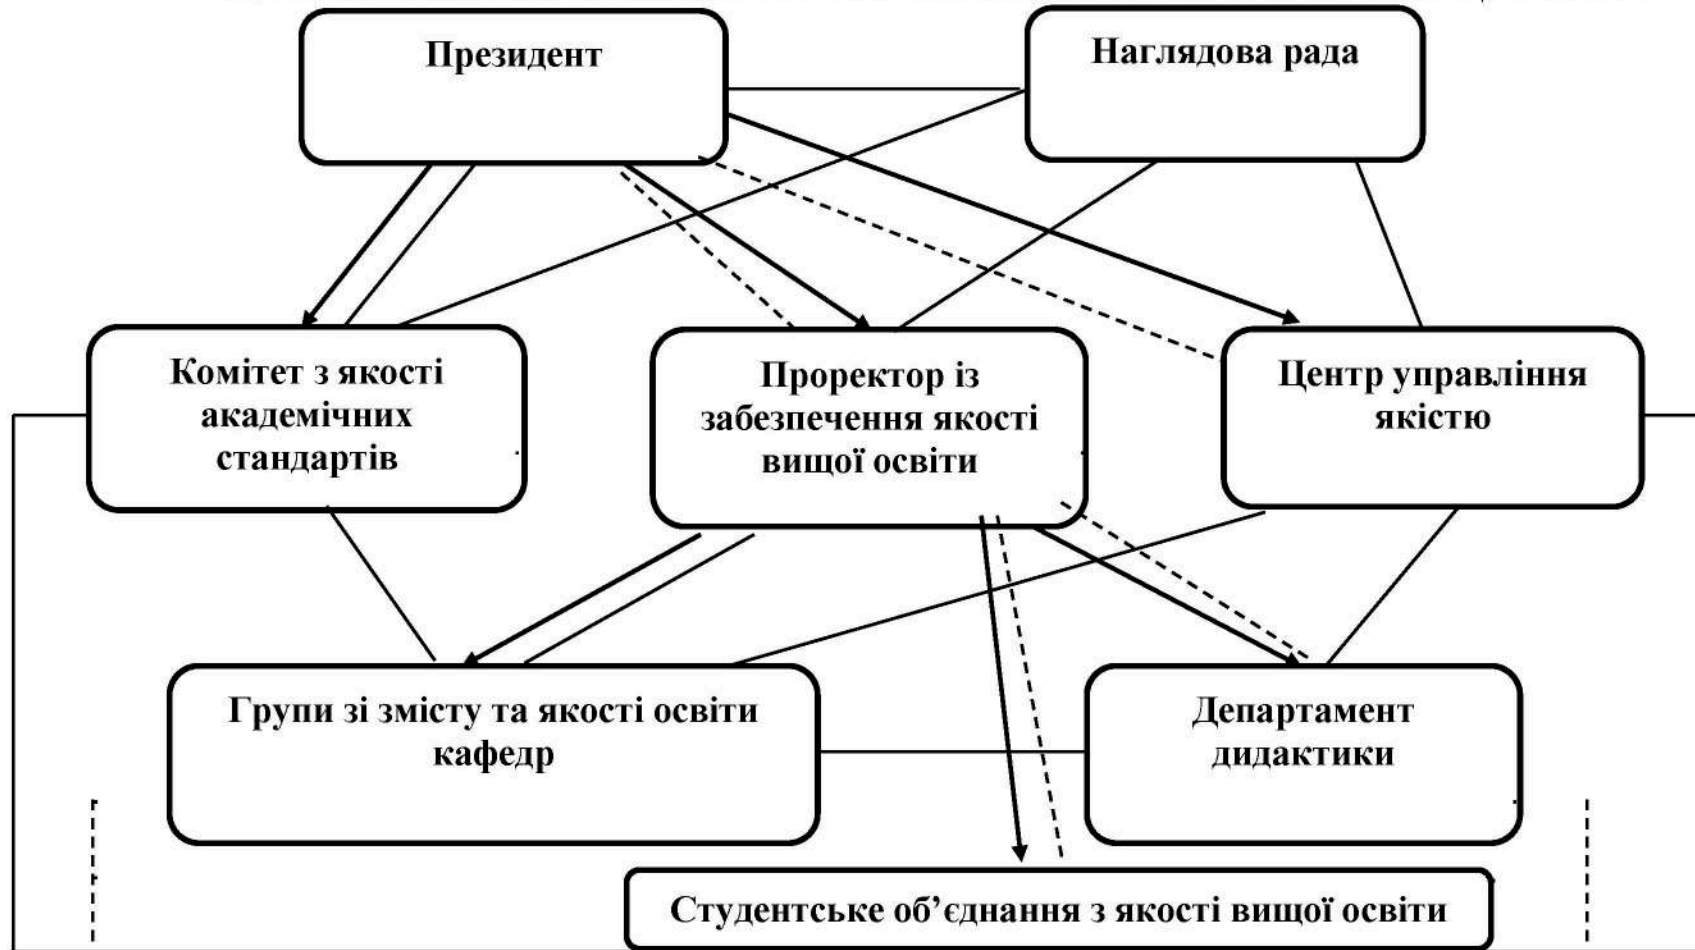 Президент
Наглядова рада
Комітет з якості
академічних
стандартів
Проректор із
забезпечення якості
вищої освіти
Центр управління
якістю
Групи зі змісту та якості освіти
кафедр
Департамент
дидактики
Студентське об’єднання з якості вищої освіти